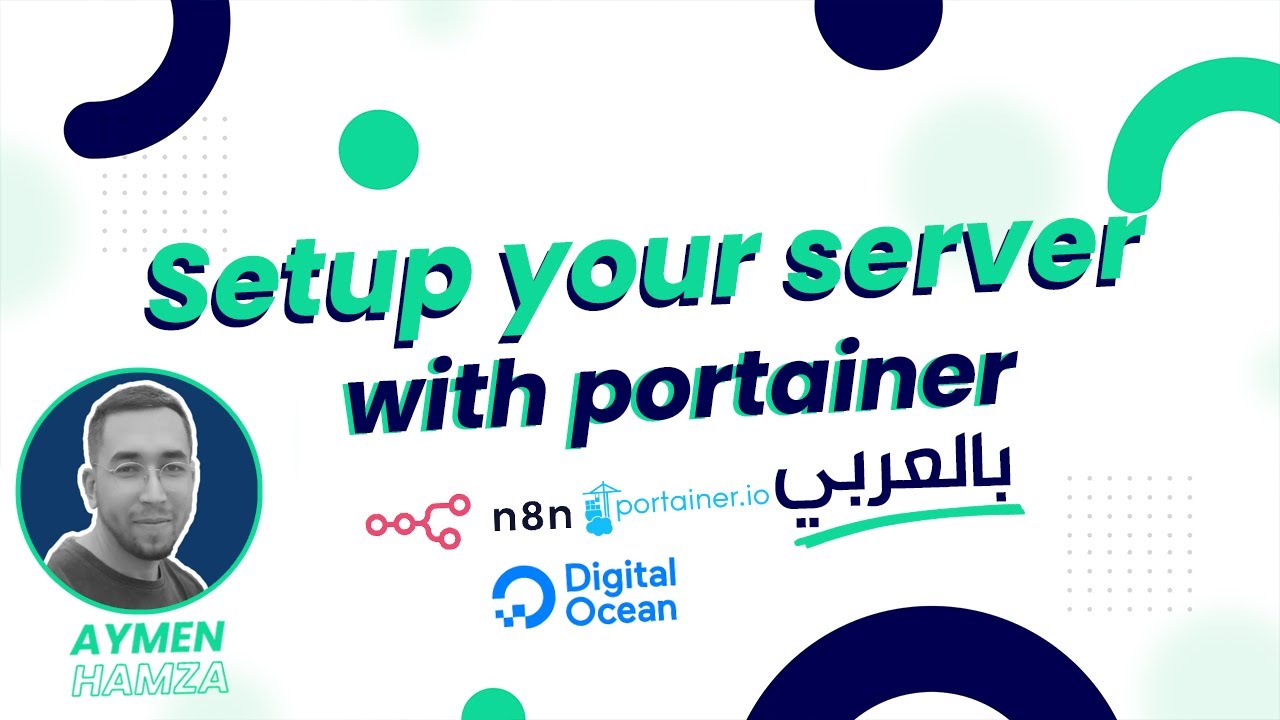 Setup your server
with portainer
بالعربي
n8n
portainer.io
Digital
Ocean
AYMEN
HAMZA